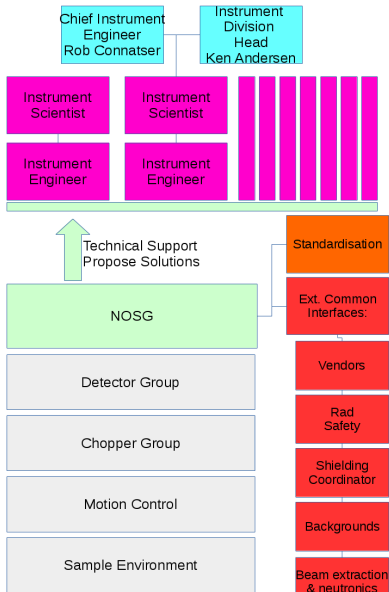 Chief Instrument
Engineer
Rob Connatser
Instrument
Division
Head
Ken Andersen
Instrument
Scientist
Instrument
Scientist
Instrument
Engineer
Instrument
Engineer
Technical Support
Propose Solutions
Standardisation
NOSG
Ext. Common
Interfaces:
Detector Group
Vendors
Chopper Group
Rad
Safety
Shielding
Coordinator
Motion Control
Backgrounds
Sample Environment
Beam extraction
& neutronics